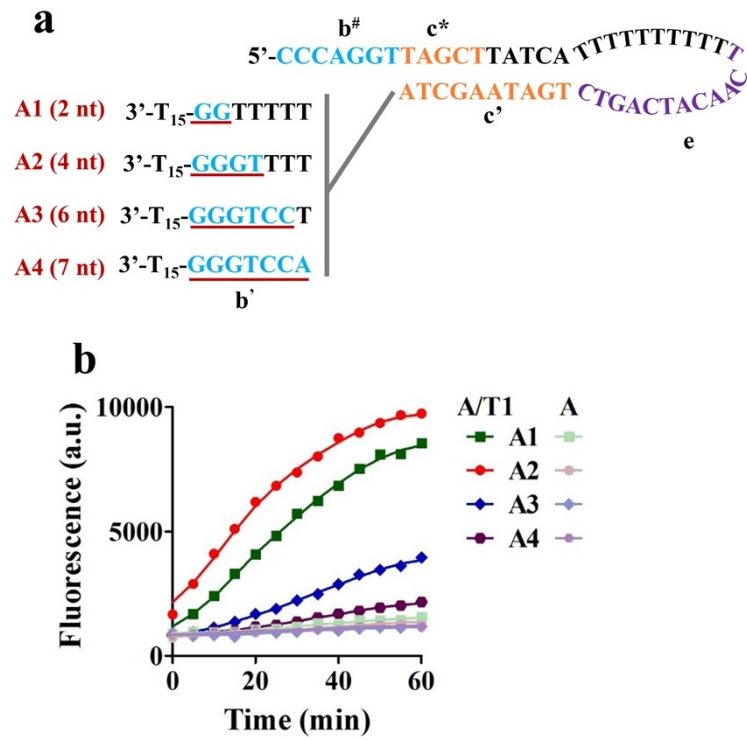 a
b# c*
5’-CCCAGGTTAGCTTATCA TTTTTTTTTTT
ATCGAATAGT CTGACTACAAC
c’ e
A1 (2 nt) 3’-T15-GGTTTTT
A2 (4 nt) 3’-T15-GGGTTTT
A3 (6 nt) 3’-T15-GGGTCCT
A4 (7 nt) 3’-T15-GGGTCCA
b’
b
A/T1 A
A1
A2
A3
A4
Fluorescence (a.u.)
10000
5000
0
0 20 40 60
Time (min)